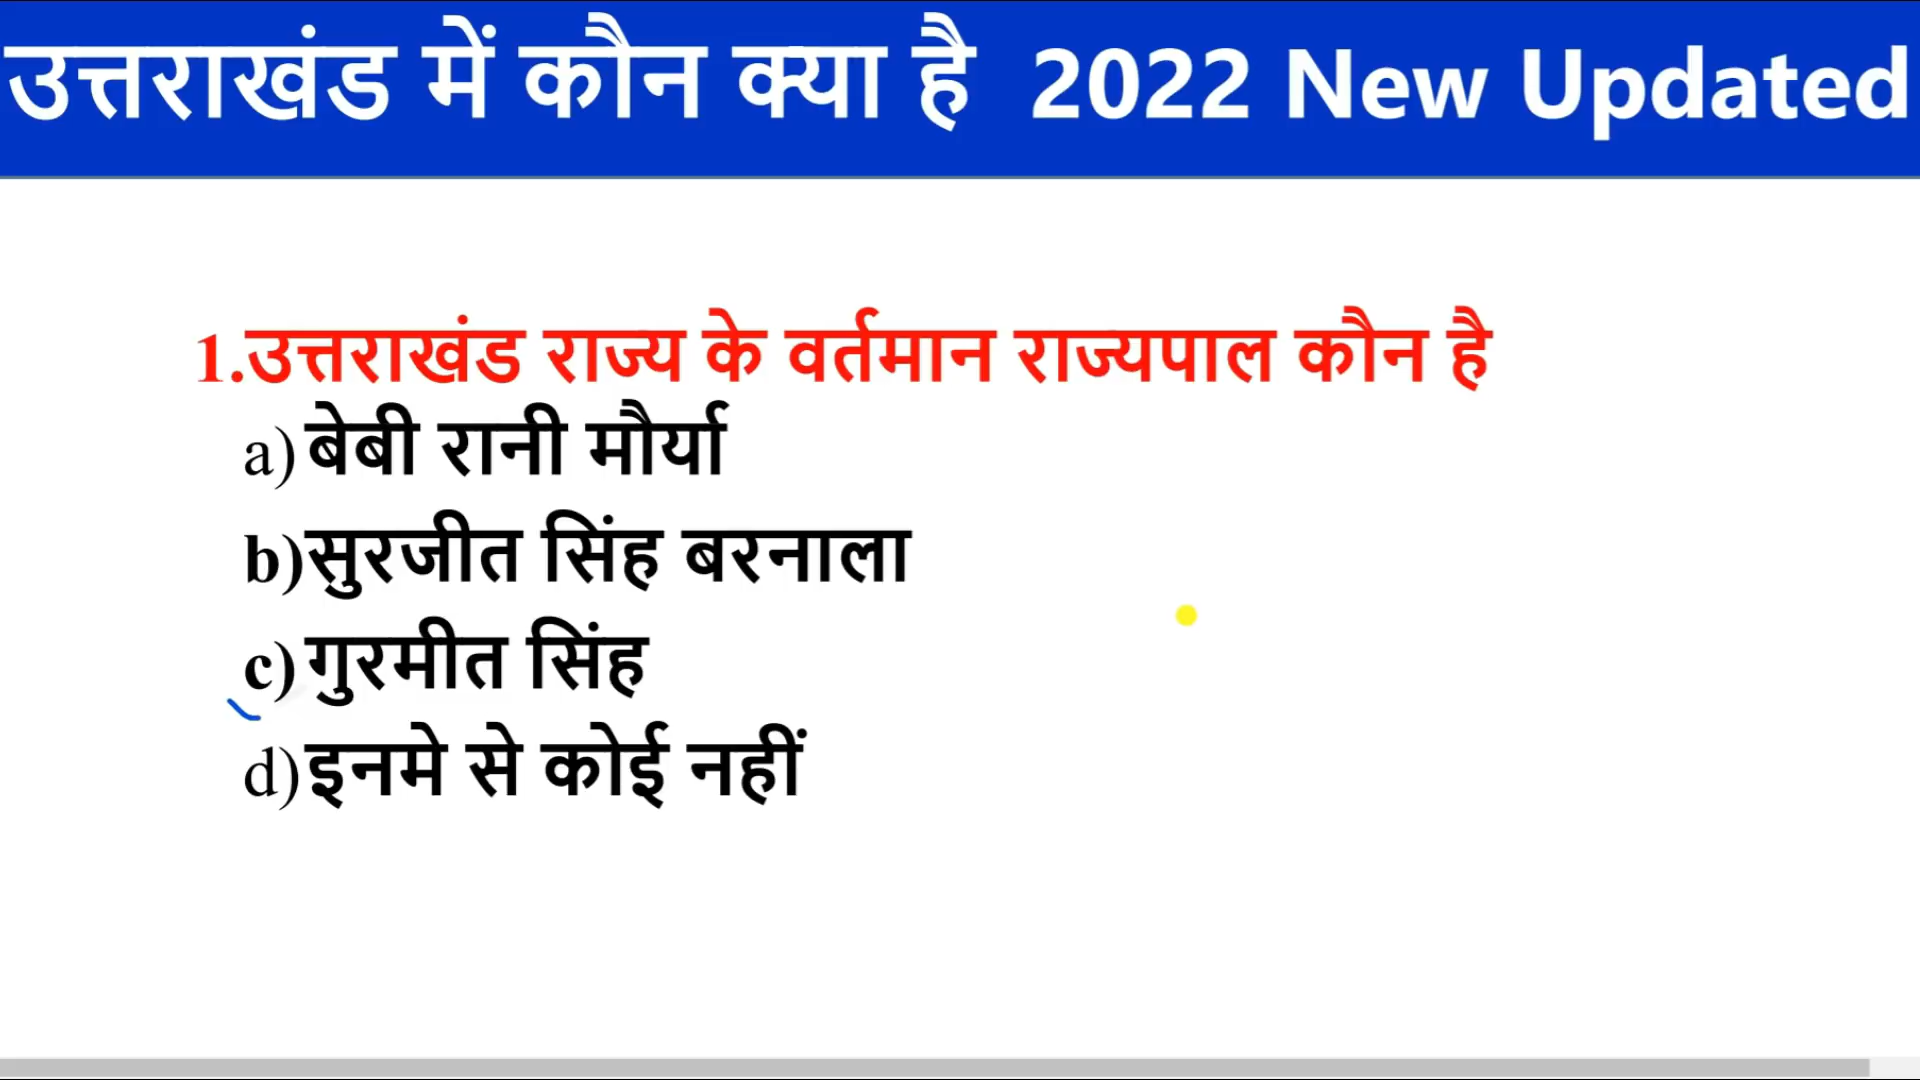 उत्तराखंड में कौन क्या है 2022 New Updated
1.उत्तराखंड राज्य के वर्तमान राज्यपाल कौन है
a) बेबी रानी मौर्या
b)सुरजीत सिंह बरनाला
c) गुरमीत सिंह
d)इनमे से कोई नहीं